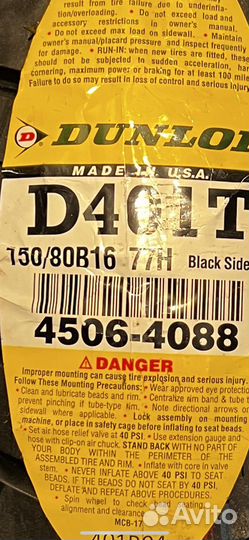 result from tire failure due to underinfla-
tion/overloading. • Do not exceed load and
accessory restrictions in owner's manual.
• Do not exceed max load on sidewall. • Maintain
owner's manual/placard pressure and inspect frequently
for damage. • RUN-IN: when new tires are fitted, these
should not be subjected to sudden acceleration, hard
cornering, maximum power or braking for at least 100 miles
Failure to do so may result in loss of control and serious injury
D
DUNLOP
MADE IN U.S.A.
D401T
150/80B16 77H Black Side
4506-4088
DANGER
Improper mounting can cause tire explosion and serious injury.
Follow These Mounting Precautions: • Wear approved eye protection
• Clean and lubricate beads and rim. • Centralize rim band & tube to
prevent pinching if tube-type rim. • Note directional arrows on
sidewall where applicable. • Lock assembly on mounting
machine, or place in safety cage before inflating to seat beads.
• Set air hose relief valve at 40 PSI. • Use extension gauge and
hose with clip-on air chuck. STAND BACK WITH NO PART OF
YOUR BODY WITHIN THE PERIMETER OF THE
ASSEMBLED TIRE AND RIM. • Inflate with core in valve
stem. • NEVER INFLATE ABOVE 40 PSI TO SEAT
BEADS. IF BEADS DO NOT SEAT BY 40 PSI,
DEFLATE AND REPEAT ABOVE PROCEDURES.
• Spin wheel to check bead seating,
alignment and clearance
MCB-17
Avito